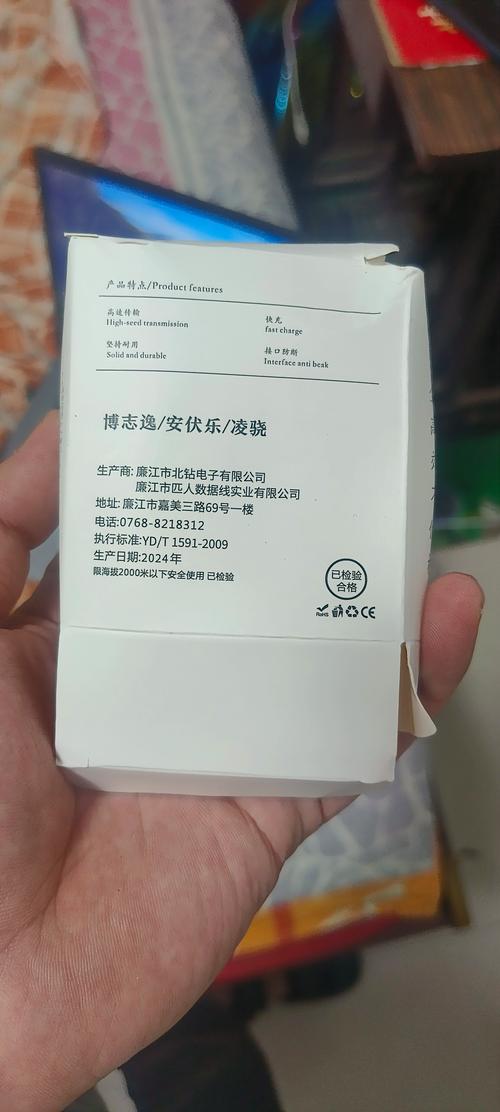 产品特点/Product features
高速传输 快充
High-seed transmission fast charge
坚持耐用 接口防断
Solid and durable Interface anti beak
博志逸/安伏乐/凌骁
生产商:廉江市北钻电子有限公司
廉江市匹人数据线实业有限公司
地址:廉江市嘉美三路69号一楼
电话:0768-8218312
执行标准:YD/T 1591-2009
生产日期:2024年
限海拔2000米以下安全使用 已检验
已检验
合格
RoHS CE